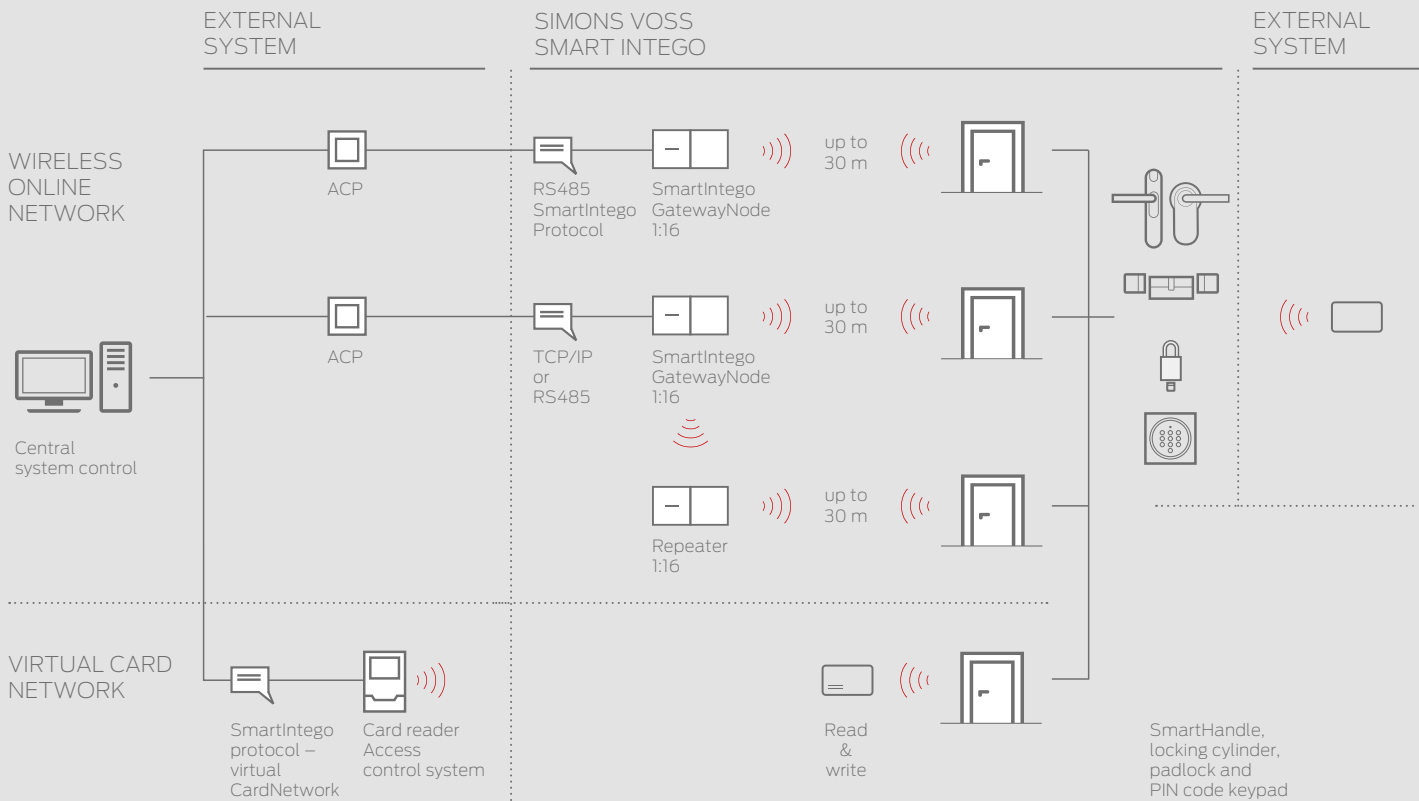 EXTERNAL
SYSTEM
SIMONS VOSS
SMART INTEGO
EXTERNAL
SYSTEM
WIRELESS
ONLINE
NETWORK
ACP
RS485
SmartIntego
Protocol
SmartIntego
GatewayNode
1:16
up to
30 m
ACP
TCP/IP
or
RS485
SmartIntego
GatewayNode
1:16
up to
30 m
Central
system control
Repeater
1:16
up to
30 m
VIRTUAL CARD
NETWORK
SmartIntego
protocol –
virtual
CardNetwork
Card reader
Access
control system
Read
&
write
SmartHandle,
locking cylinder,
padlock and
PIN code keypad